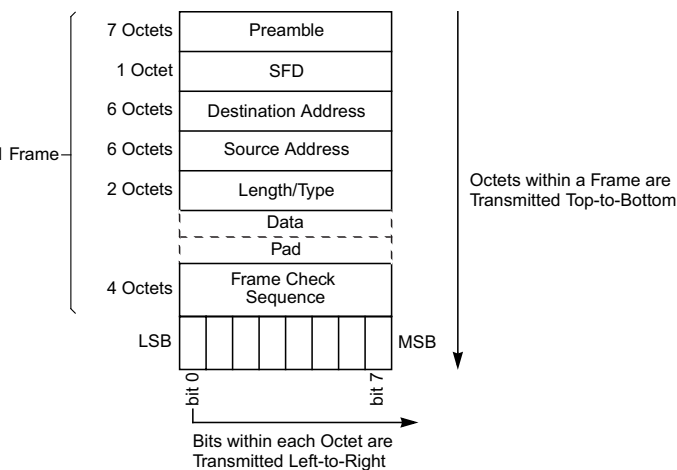 7 Octets Preamble
1 Octet SFD
6 Octets Destination Address
1 Frame
6 Octets Source Address
2 Octets Length/Type
Octets within a Frame are
Transmitted Top-to-Bottom
Data
Pad
4 Octets Frame Check
Sequence
LSB MSB
bit 0 bit 7
Bits within each Octet are
Transmitted Left-to-Right